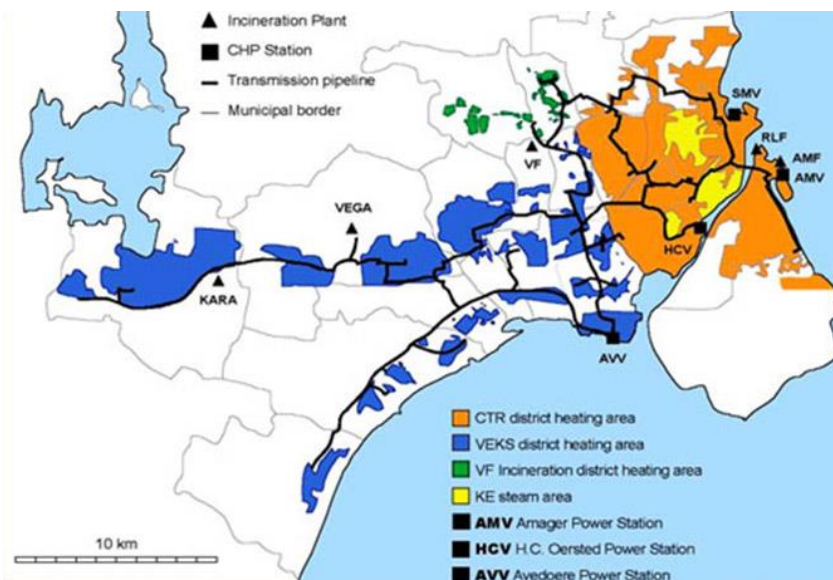 Incineration Plant
CHP Station
Transmission pipeline
Municipal border
SMV
RLF
AMF
AMV
VF
VEGA
HCV
KARA
AVV
CTR district heating area
VEKS district heating area
VF Incineration district heating area
KE steam area
AMV Amager Power Station
HCV H.C. Oersted Power Station
AVV Avedoere Power Station
10 km